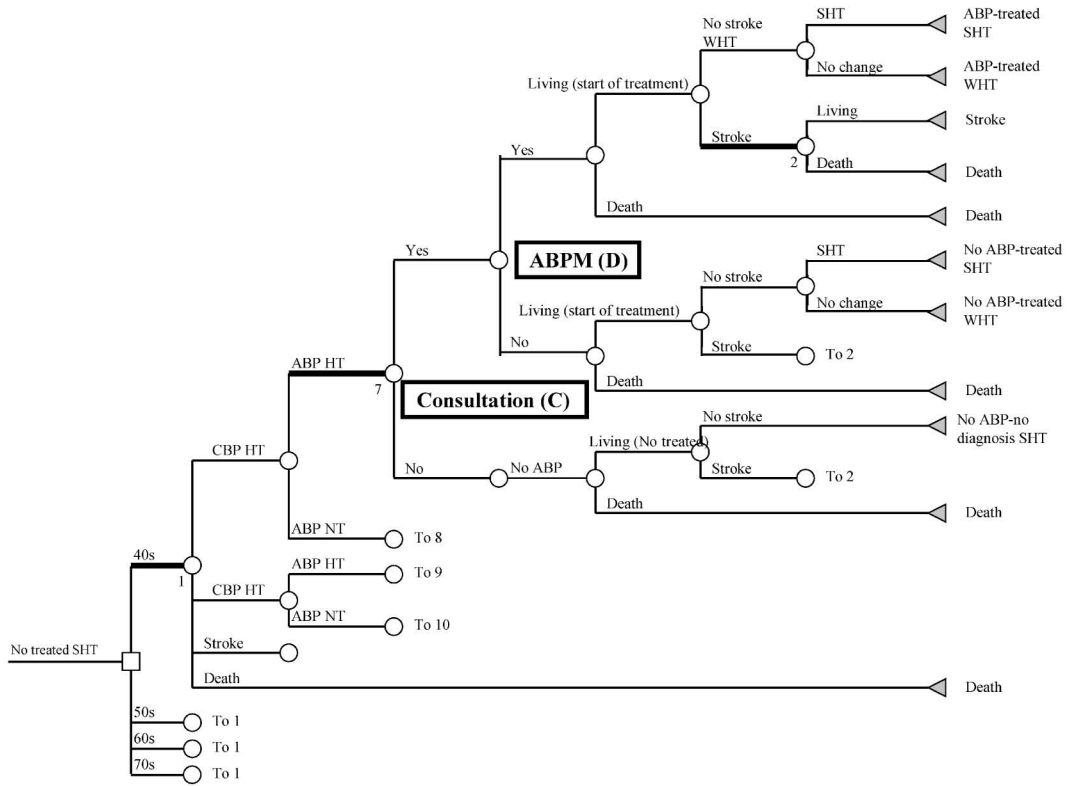 SHT
ABP-treated
SHT
No stroke
WHT
No change
ABP-treated
WHT
Living (start of treatment)
Living
Stroke
Stroke
2
Death
Death
Yes
Death
Death
Yes
ABPM (D)
SHT
No ABP-treated
SHT
No stroke
No change
No ABP-treated
WHT
Living (start of treatment)
No
Stroke
To 2
ABP HT
7
Death
Death
Consultation (C)
No stroke
No ABP-no
diagnosis SHT
Living (No treated)
CBP HT
No
No ABP
Stroke
To 2
Death
Death
ABP NT
To 8
40s
1
ABP HT
To 9
CBP HT
ABP NT
To 10
No treated SHT
Stroke
Death
Death
50s
To 1
60s
To 1
70s
To 1